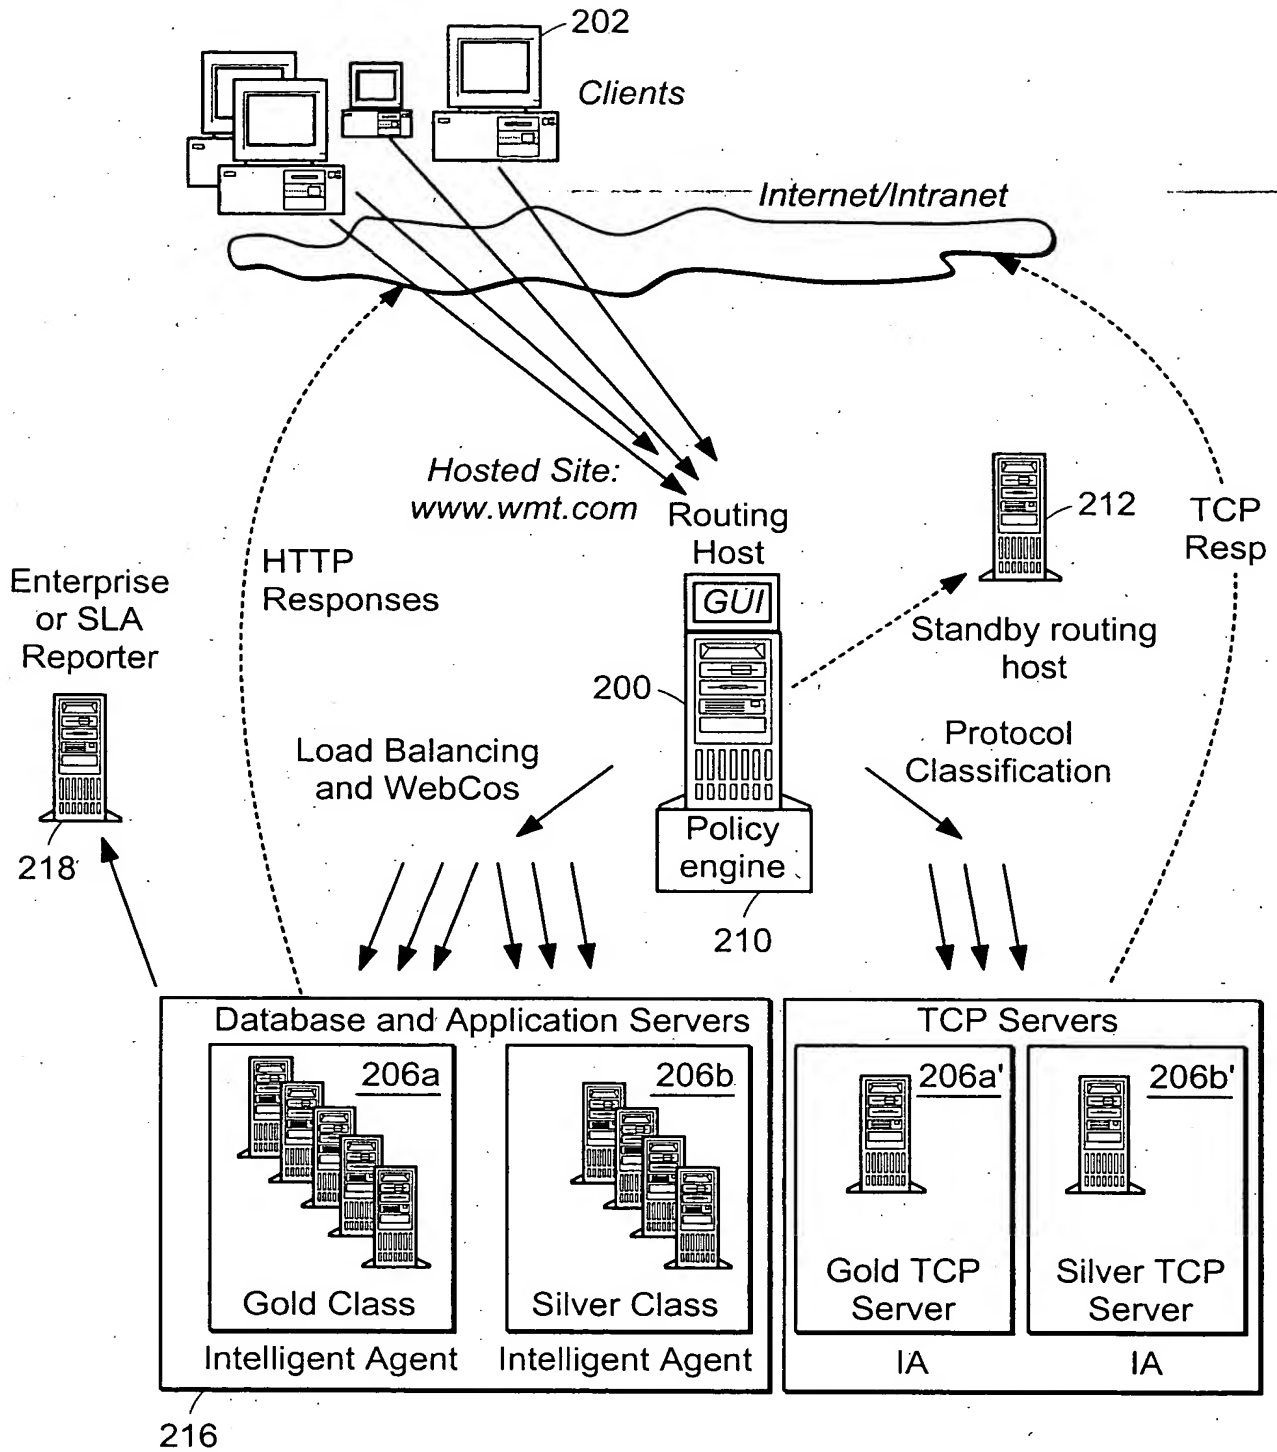 202
Clients
Internet/Intranet
Hosted Site:
www.wmt.com
Routing
Host
GUI
200
Policy
engine
210
212
Standby routing
host
TCP
Resp
HTTP
Responses
Enterprise
or SLA
Reporter
218
Load Balancing
and WebCos
Protocol
Classification
Database and Application Servers
206a
Gold Class
Intelligent Agent
206b
Silver Class
Intelligent Agent
216
TCP Servers
206a'
Gold TCP
Server
IA
206b'
Silver TCP
Server
IA